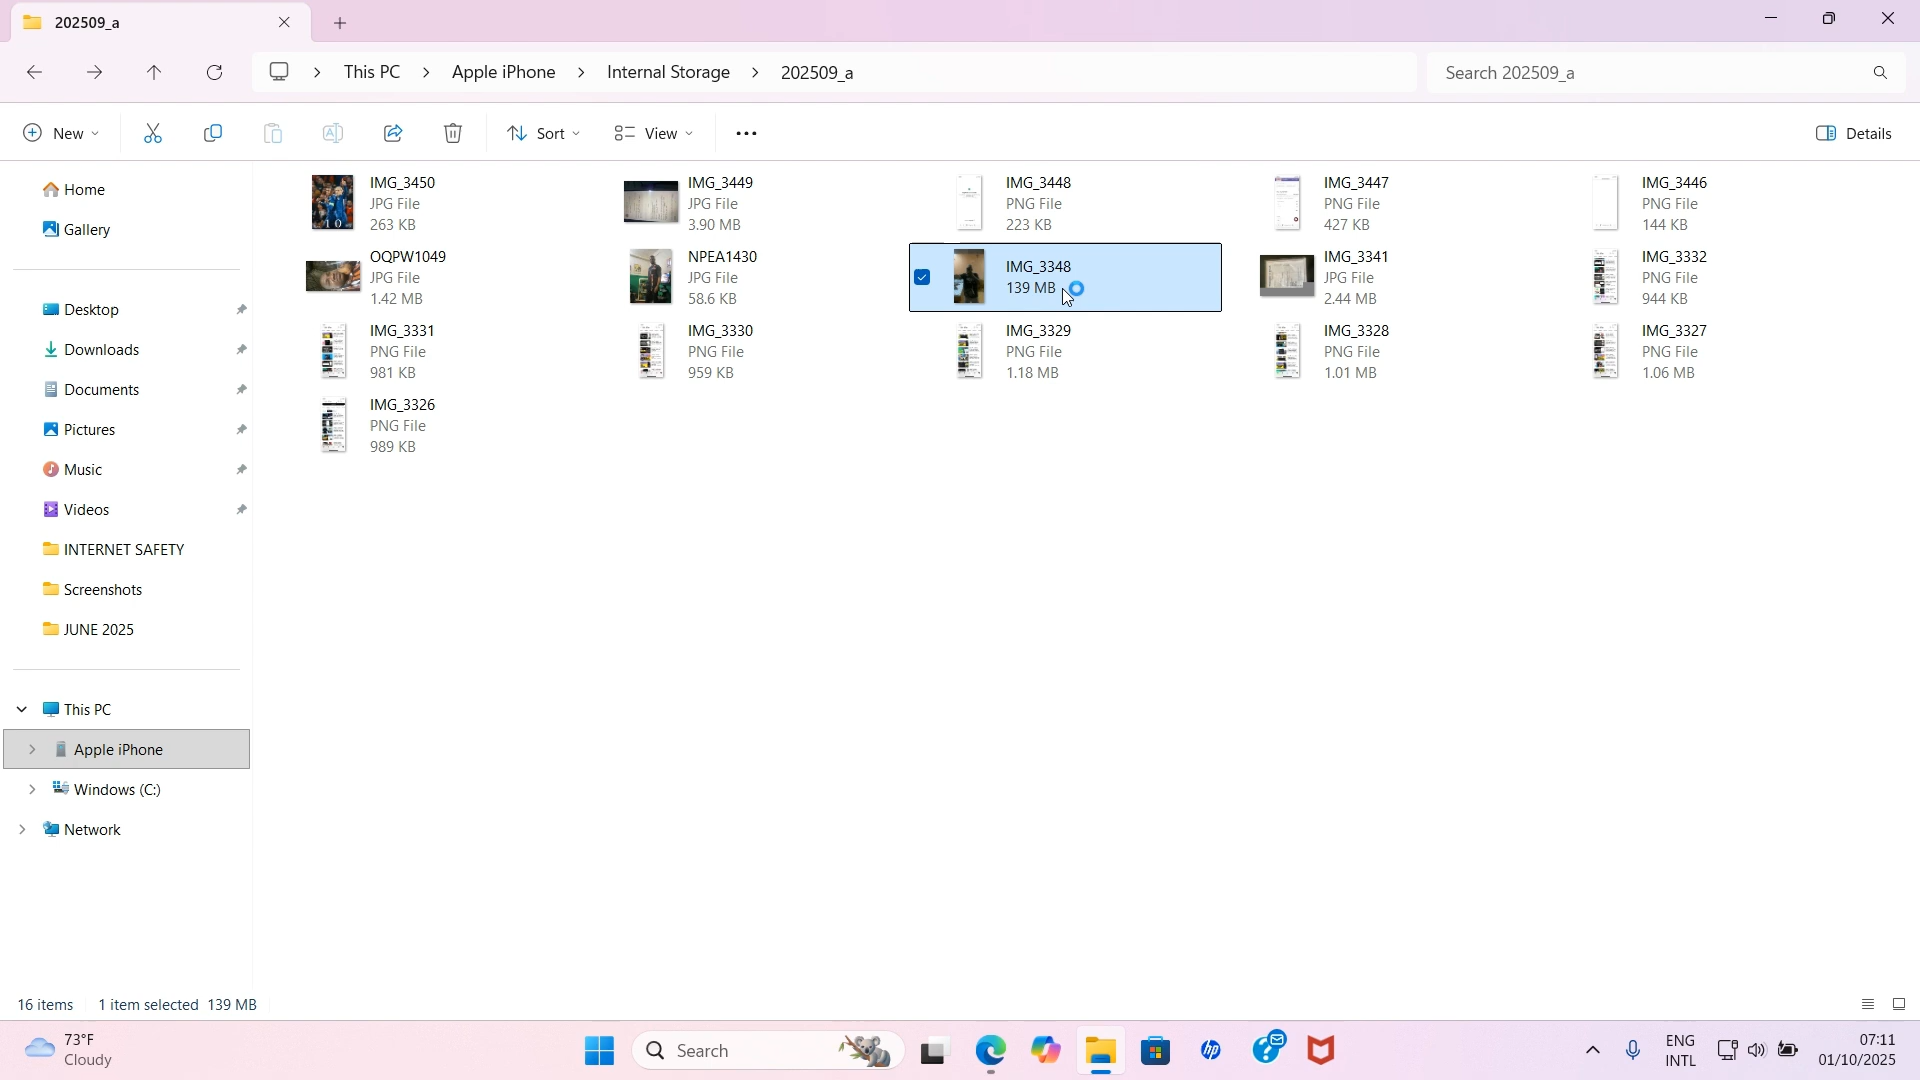 202509_a
This PC > Apple iPhone > Internal Storage > 202509_a
Search 202509_a
New
Sort
View
Details
Home
Gallery
Desktop
Downloads
Documents
Pictures
Music
Videos
INTERNET SAFETY
Screenshots
JUNE 2025
This PC
Apple iPhone
Windows (C:)
Network
IMG_3450
JPG File
263 KB
IMG_3449
JPG File
3.90 MB
IMG_3448
PNG File
223 KB
IMG_3447
PNG File
427 KB
IMG_3446
PNG File
144 KB
OQPW1049
JPG File
1.42 MB
NPEA1430
JPG File
58.6 KB
IMG_3348
139 MB
IMG_3341
JPG File
2.44 MB
IMG_3332
PNG File
944 KB
IMG_3331
PNG File
981 KB
IMG_3330
PNG File
959 KB
IMG_3329
PNG File
1.18 MB
IMG_3328
PNG File
1.01 MB
IMG_3327
PNG File
1.06 MB
IMG_3326
PNG File
989 KB
16 items
1 item selected 139 MB
73°F
Cloudy
Search
ENG
INTL
07:11
01/10/2025